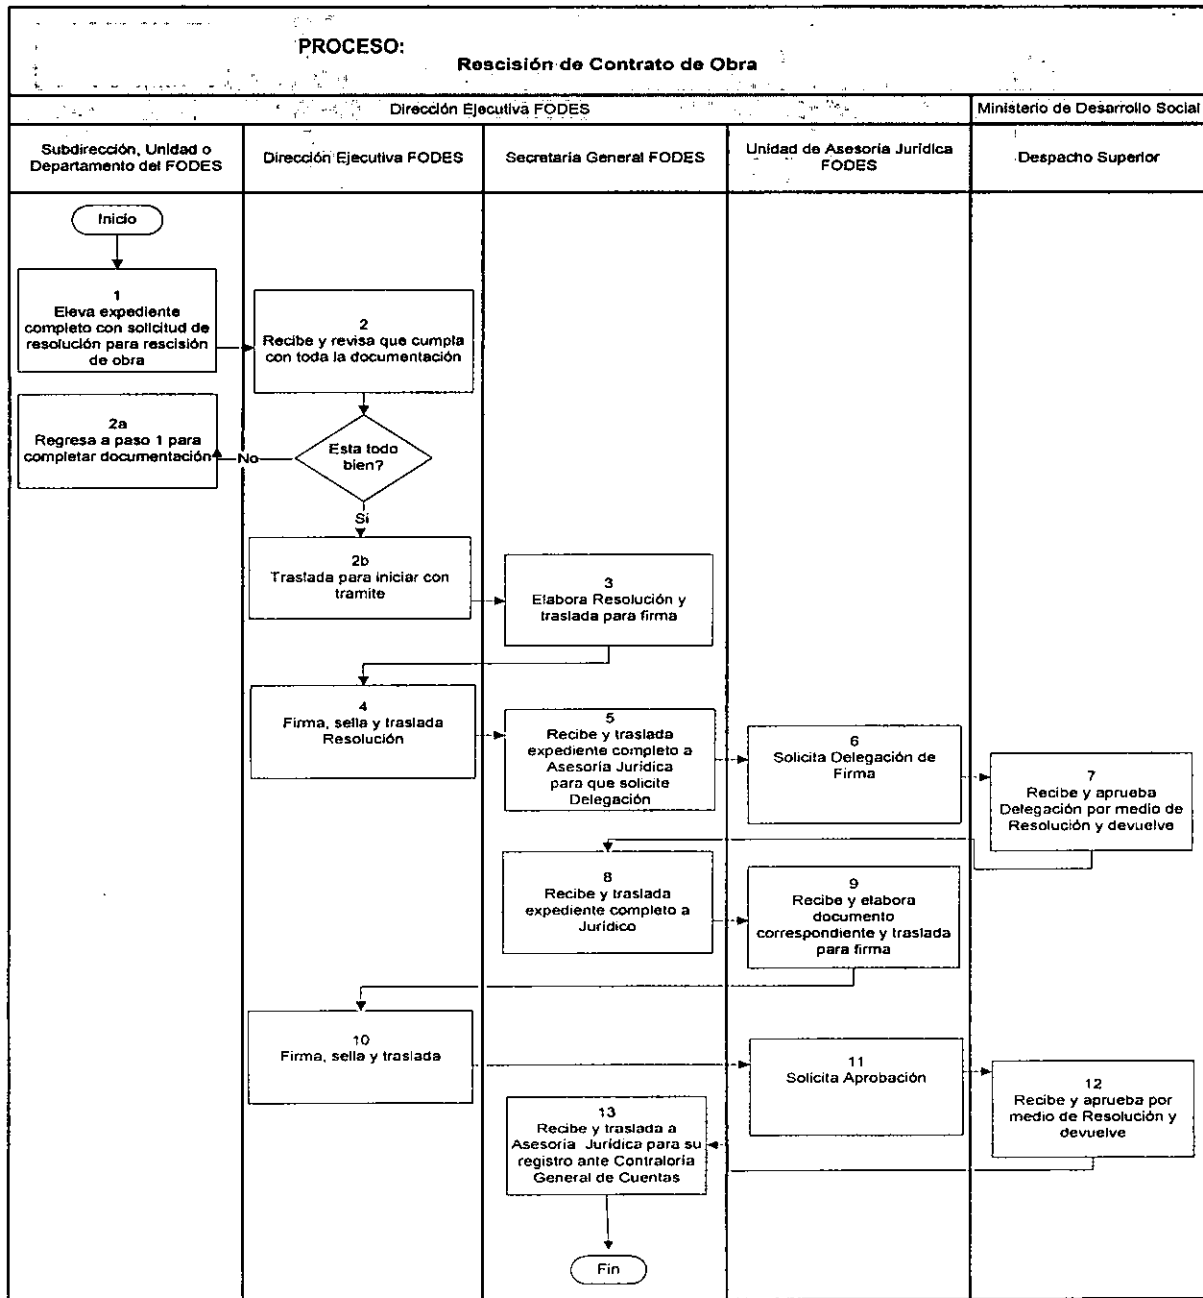 PROCESO:
Rescisión de Contrato de Obra
Dirección Ejecutiva FODES
Ministerio de Desarrollo Social
Subdirección, Unidad o
Departamento del FODES
Dirección Ejecutiva FODES
Secretaría General FODES
Unidad de Asesoría Jurídica
FODES
Despacho Superior
Inicio
1
Eleva expediente
completo con solicitud de
resolución para rescisión
de obra
2
Recibe y revisa que cumpla
con toda la documentación
2a
Regresa a paso 1 para
completar documentación
No
Esta todo
bien?
Si
2b
Traslada para iniciar con
tramite
3
Elabora Resolución y
traslada para firma
4
Firma, sella y traslada
Resolución
5
Recibe y traslada
expediente completo a
Asesoría Jurídica
para que solicite
Delegación
6
Solicita Delegación de
Firma
7
Recibe y aprueba
Delegación por medio de
Resolución y devuelve
8
Recibe y traslada
expediente completo a
Jurídico
9
Recibe y elabora
documento
correspondiente y traslada
para firma
10
Firma, sella y traslada
11
Solicita Aprobación
12
Recibe y aprueba por
medio de Resolución y
devuelve
13
Recibe y traslada a
Asesoría Jurídica para su
registro ante Contraloría
General de Cuentas
Fin